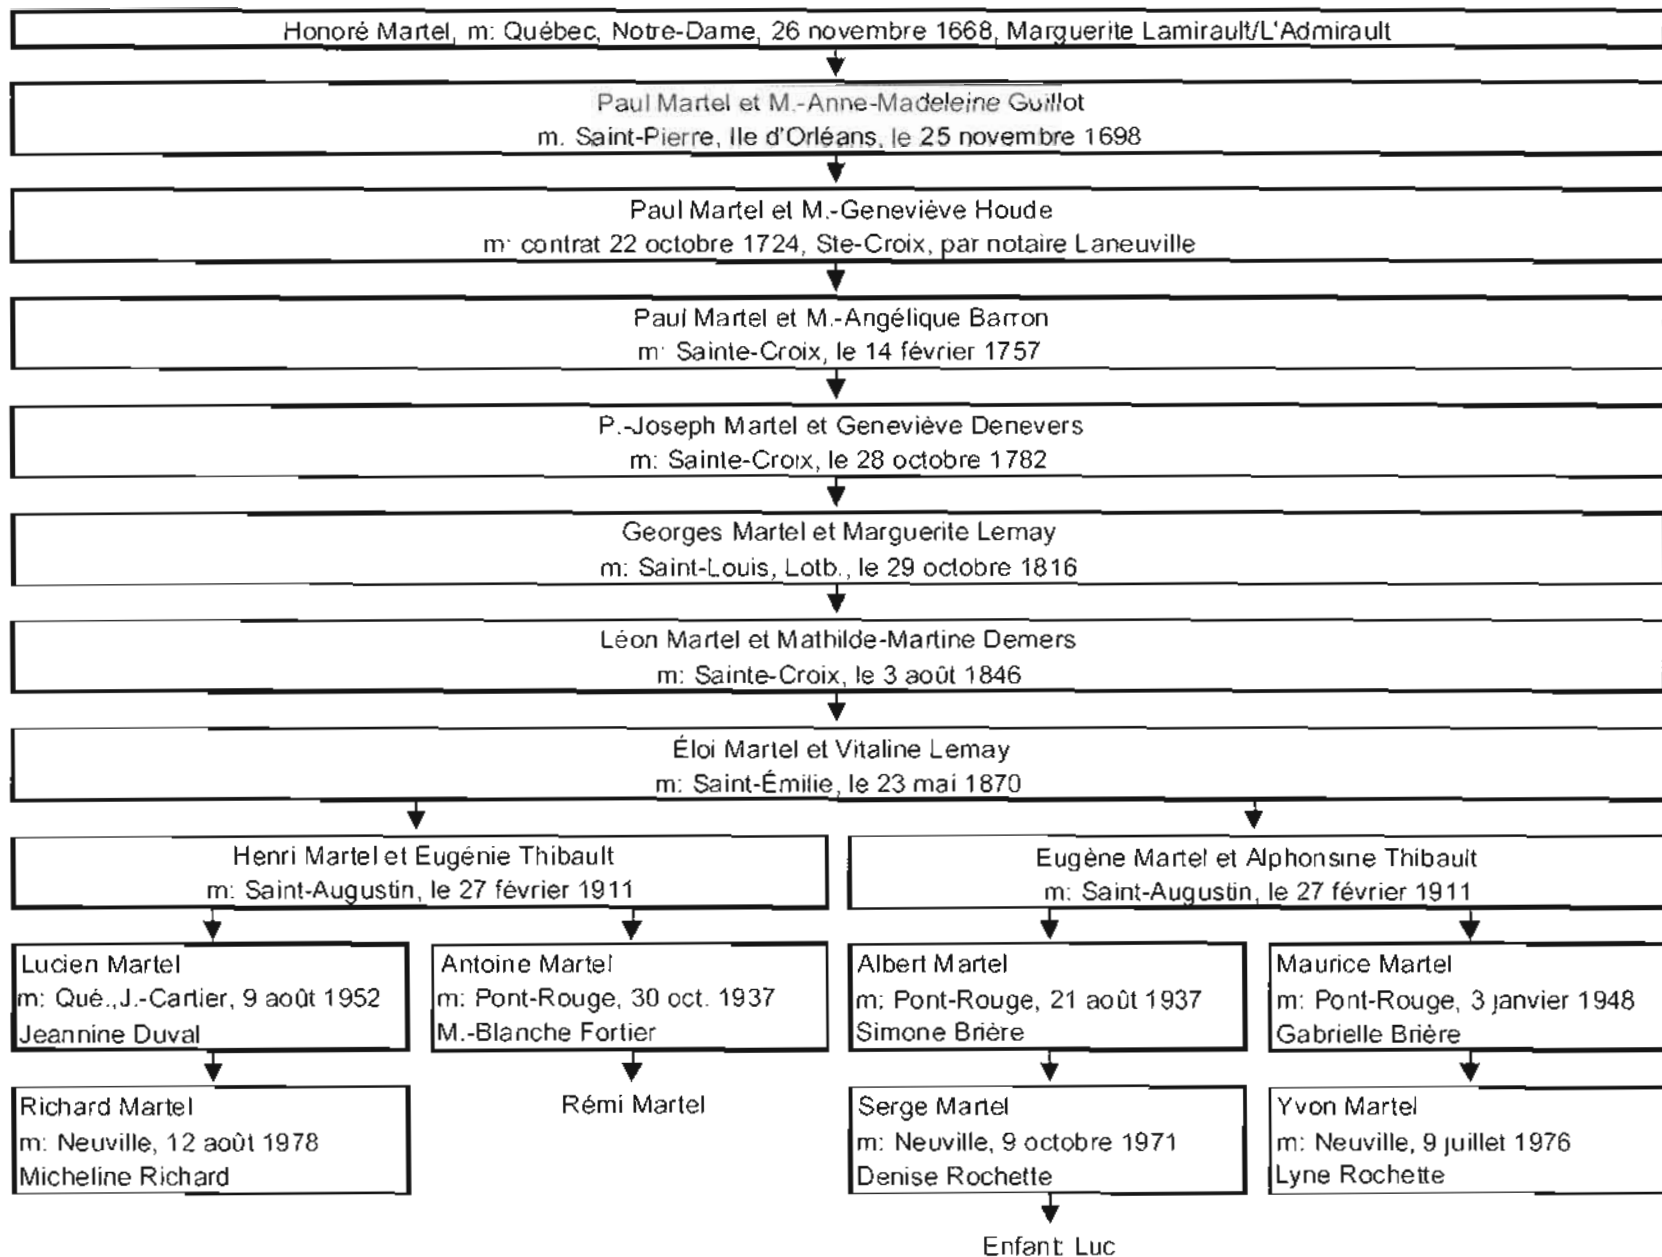 Honoré Martel, m: Québec, Notre-Dame, 26 novembre 1668, Marguerite Lamirault/L'Admirault
Paul Martel et M.-Anne-Madeleine Guillot
m. Saint-Pierre, Ile d'Orléans, le 25 novembre 1698
Paul Martel et M.-Geneviève Houde
m: contrat 22 octobre 1724, Ste-Croix, par notaire Laneuville
Paul Martel et M.-Angélique Barron
m: Sainte-Croix, le 14 février 1757
P.-Joseph Martel et Geneviève Denevers
m: Sainte-Croix, le 28 octobre 1782
Georges Martel et Marguerite Lemay
m: Saint-Louis, Lotb., le 29 octobre 1816
Léon Martel et Mathilde-Martine Demers
m: Sainte-Croix, le 3 août 1846
Éloi Martel et Vitaline Lemay
m: Saint-Émilie, le 23 mai 1870
Henri Martel et Eugénie Thibault
m: Saint-Augustin, le 27 février 1911
Eugène Martel et Alphonsine Thibault
m: Saint-Augustin, le 27 février 1911
Lucien Martel
m: Qué.,J.-Cartier, 9 août 1952
Jeannine Duval
Antoine Martel
m: Pont-Rouge, 30 oct. 1937
M.-Blanche Fortier
Albert Martel
m: Pont-Rouge, 21 août 1937
Simone Brière
Maurice Martel
m: Pont-Rouge, 3 janvier 1948
Gabrielle Brière
Richard Martel
m: Neuville, 12 août 1978
Micheline Richard
Rémi Martel
Serge Martel
m: Neuville, 9 octobre 1971
Denise Rochette
Yvon Martel
m: Neuville, 9 juillet 1976
Lyne Rochette
Enfant: Luc